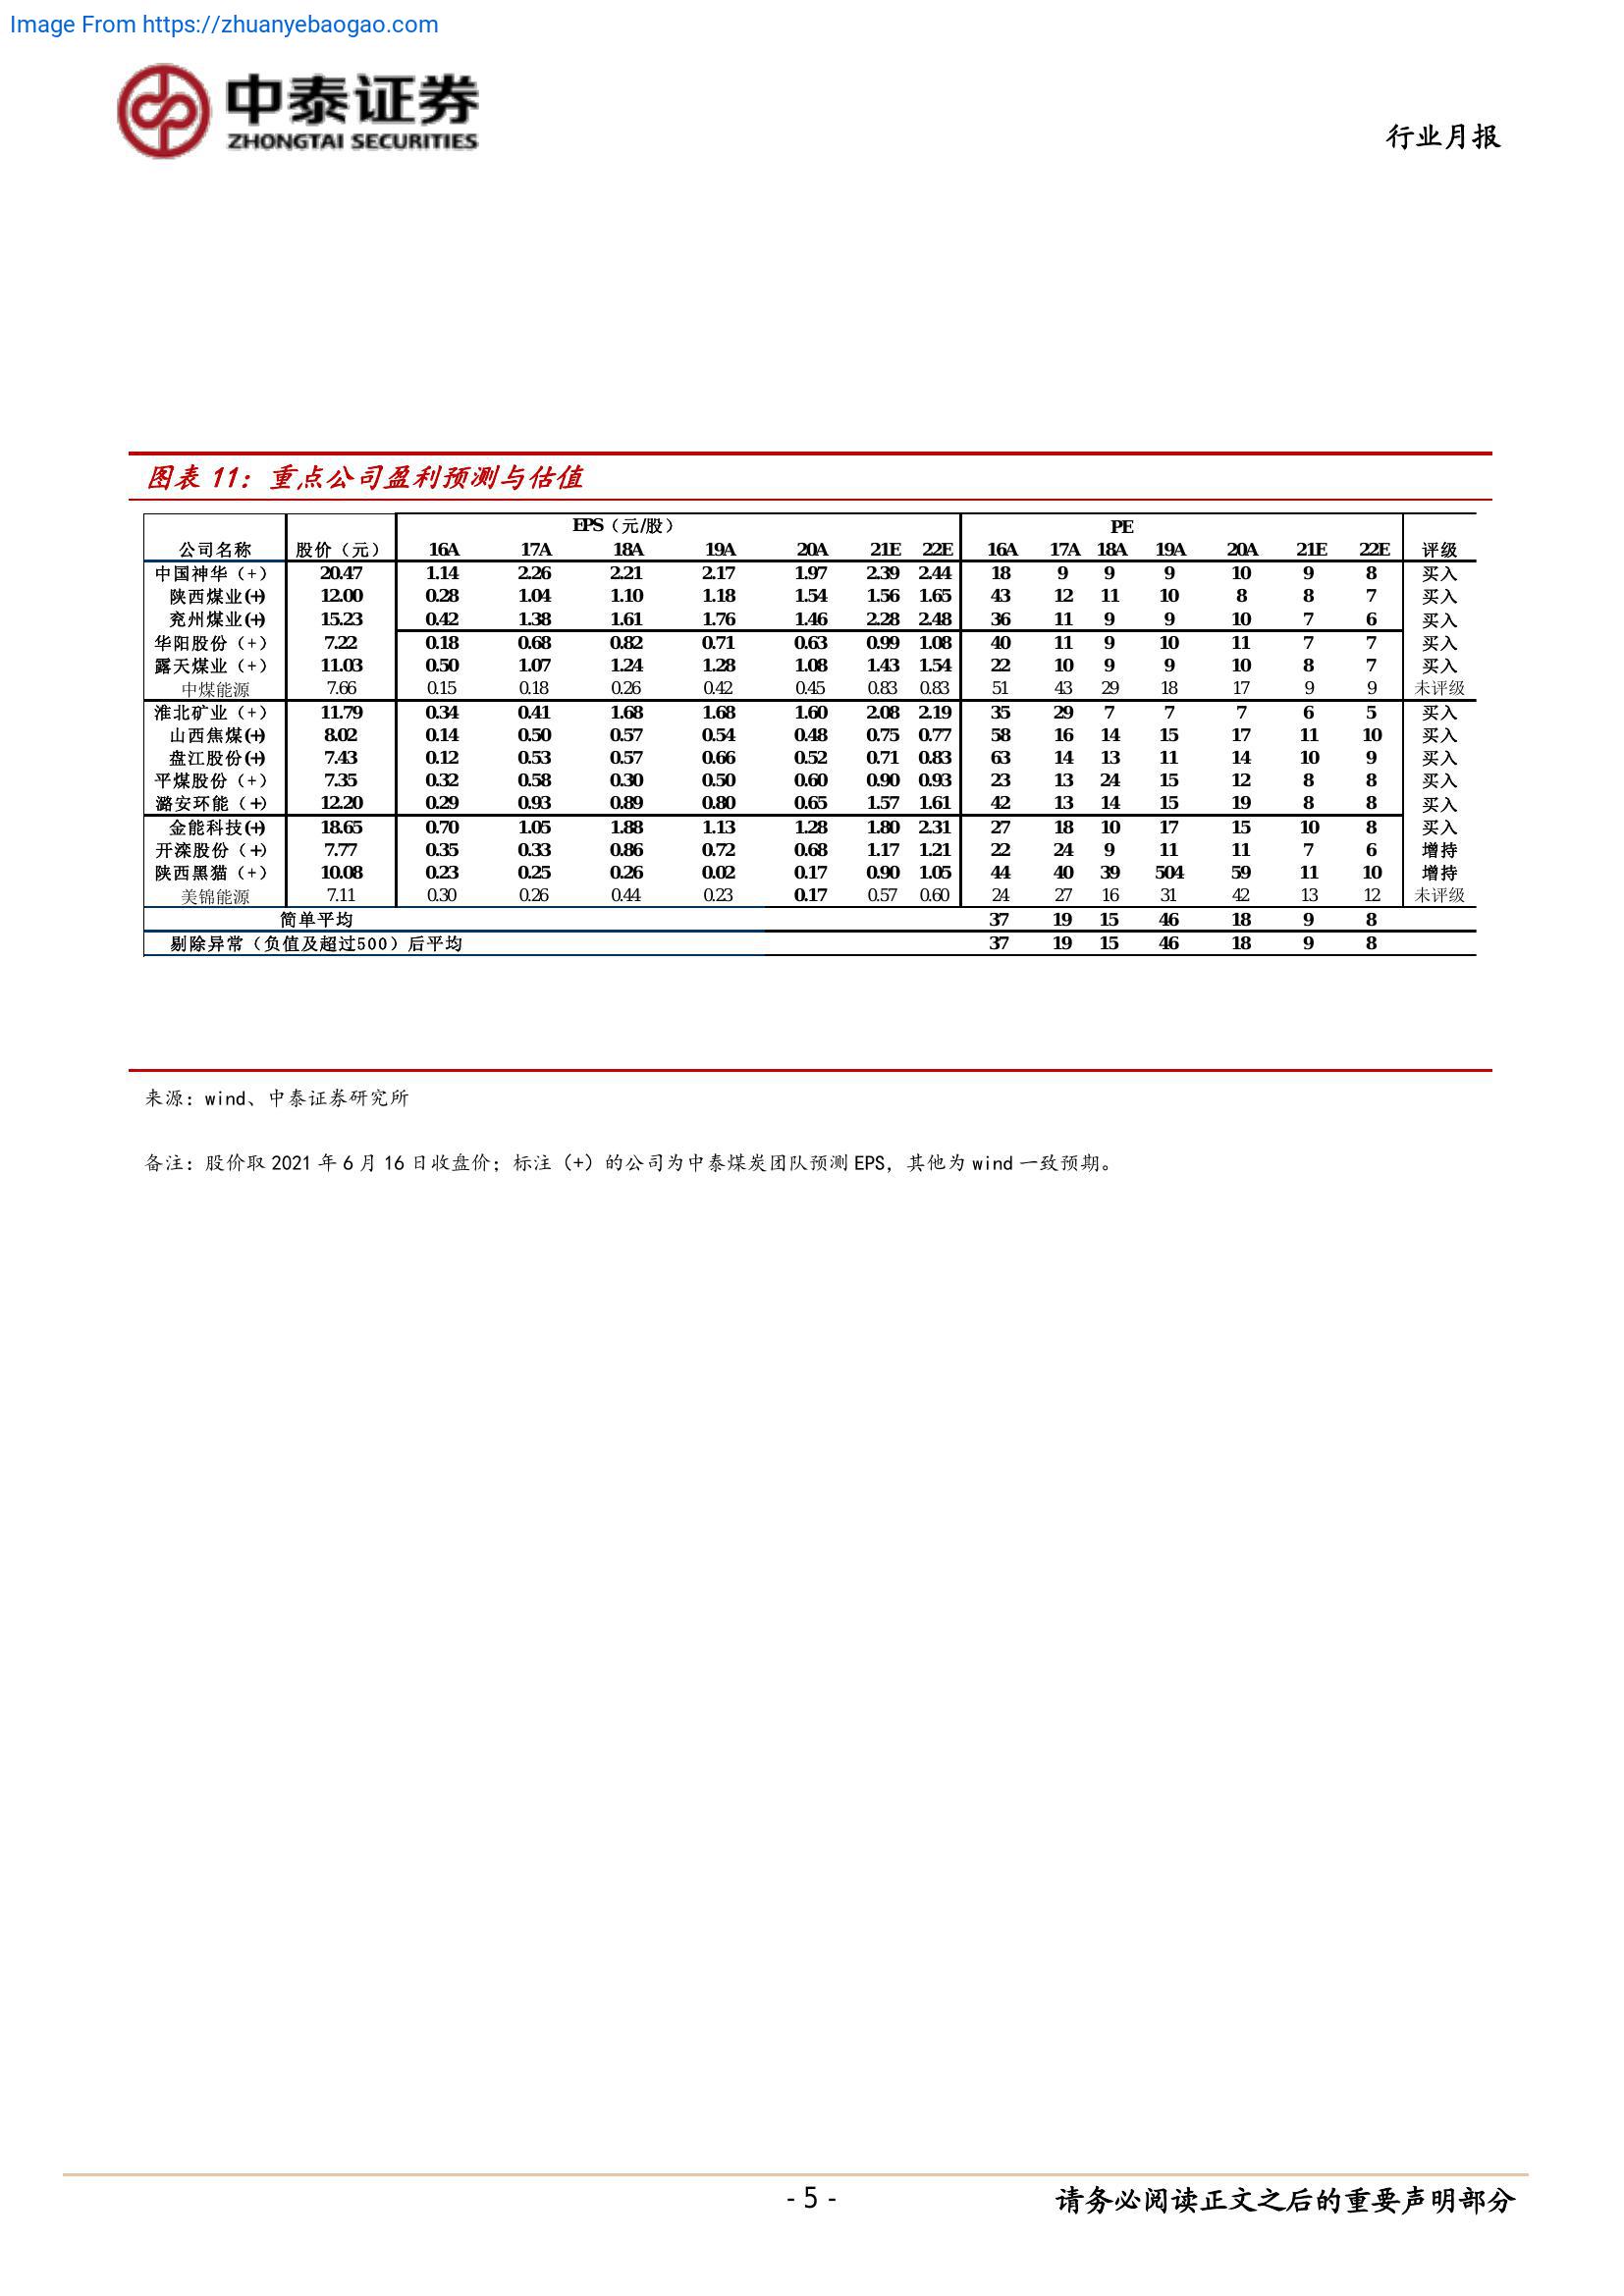 Image From https://zhuanyebaogao.com
中泰证券
ZHONGTAI SECURITIES
行业月报
图表 11：重点公司盈利预测与估值
EPS（元/股） PE
公司名称 股价（元） 16A 17A 18A 19A 20A 21E 22E 16A 17A 18A 19A 20A 21E 22E 评级
中国神华（+） 20.47 1.14 2.26 2.21 2.17 1.97 2.39 2.44 18 9 9 9 10 9 8 买入
陕西煤业(+) 12.00 0.28 1.04 1.10 1.18 1.54 1.56 1.65 43 12 11 10 8 8 7 买入
兖州煤业(+) 15.23 0.42 1.38 1.61 1.76 1.46 2.28 2.48 36 11 9 9 10 7 6 买入
华阳股份（+） 7.22 0.18 0.68 0.82 0.71 0.63 0.99 1.08 40 11 9 10 11 7 7 买入
露天煤业（+） 11.03 0.50 1.07 1.24 1.28 1.08 1.43 1.54 22 10 9 9 10 8 7 买入
中煤能源 7.66 0.15 0.18 0.26 0.42 0.45 0.83 0.83 51 43 29 18 17 9 9 未评级
淮北矿业（+） 11.79 0.34 0.41 1.68 1.68 1.60 2.08 2.19 35 29 7 7 7 6 5 买入
山西焦煤(+) 8.02 0.14 0.50 0.57 0.54 0.48 0.75 0.77 58 16 14 15 17 11 10 买入
盘江股份(+) 7.43 0.12 0.53 0.57 0.66 0.52 0.71 0.83 63 14 13 11 14 10 9 买入
平煤股份（+） 7.35 0.32 0.58 0.30 0.50 0.60 0.90 0.93 23 13 24 15 12 8 8 买入
潞安环能（+） 12.20 0.29 0.93 0.89 0.80 0.65 1.57 1.61 42 13 14 15 19 8 8 买入
金能科技(+) 18.65 0.70 1.05 1.88 1.13 1.28 1.80 2.31 27 18 10 17 15 10 8 买入
开滦股份（+） 7.77 0.35 0.33 0.86 0.72 0.68 1.17 1.21 22 24 9 11 11 7 6 增持
陕西黑猫（+） 10.08 0.23 0.25 0.26 0.02 0.17 0.90 1.05 44 40 39 504 59 11 10 增持
美锦能源 7.11 0.30 0.26 0.44 0.23 0.17 0.57 0.60 24 27 16 31 42 13 12 未评级
简单平均 37 19 15 46 18 9 8
剔除异常（负值及超过500）后平均 37 19 15 46 18 9 8
来源：wind、中泰证券研究所
备注：股价取 2021 年 6 月 16 日收盘价；标注（+）的公司为中泰煤炭团队预测 EPS，其他为 wind 一致预期。
- 5 -
请务必阅读正文之后的重要声明部分